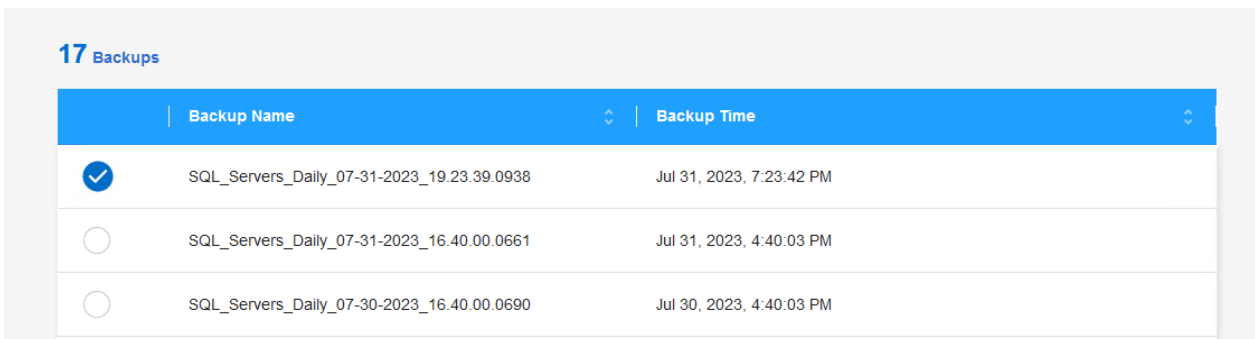 17 Backups
Backup Name Backup Time
SQL_Servers_Daily_07-31-2023_19.23.39.0938 Jul 31, 2023, 7:23:42 PM
SQL_Servers_Daily_07-31-2023_16.40.00.0661 Jul 31, 2023, 4:40:03 PM
SQL_Servers_Daily_07-30-2023_16.40.00.0690 Jul 30, 2023, 4:40:03 PM